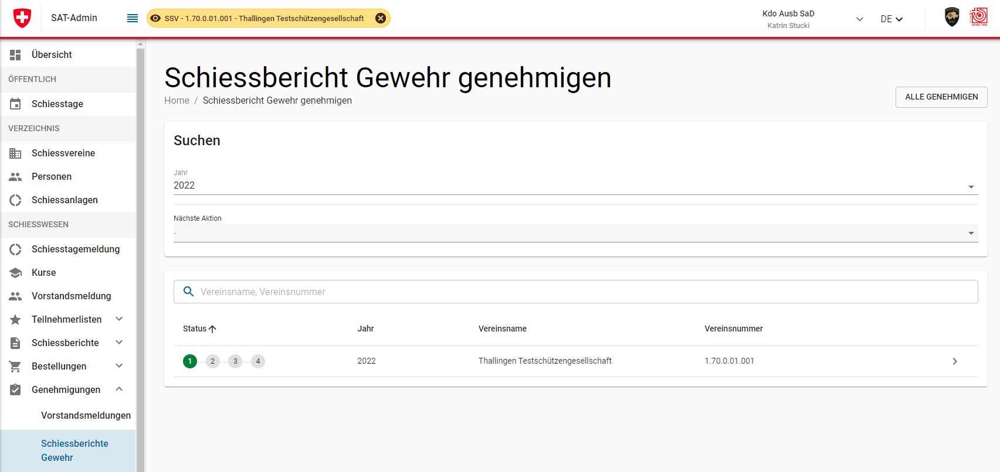 SAT-Admin
SSV - 1.70.0.01.001 - Thallingen Testschützengesellschaft
Kdo Ausb SaD
Katrin Stucki
DE
Übersicht
ÖFFENTLICH
Schiesstage
VERZEICHNIS
Schiessvereine
Personen
Schiessanlagen
SCHIESSWESEN
Schiesstagemeldung
Kurse
Vorstandsmeldung
Teilnehmerlisten
Schiessberichte
Bestellungen
Genehmigungen
Vorstandsmeldungen
Schiessberichte
Gewehr
Schiessbericht Gewehr genehmigen
Home / Schiessbericht Gewehr genehmigen
ALLE GENEHMIGEN
Suchen
Jahr
2022
Nächste Aktion
-
Vereinsname, Vereinsnummer
Status Jahr Vereinsname Vereinsnummer
1 2 3 4 2022 Thallingen Testschützengesellschaft 1.70.0.01.001